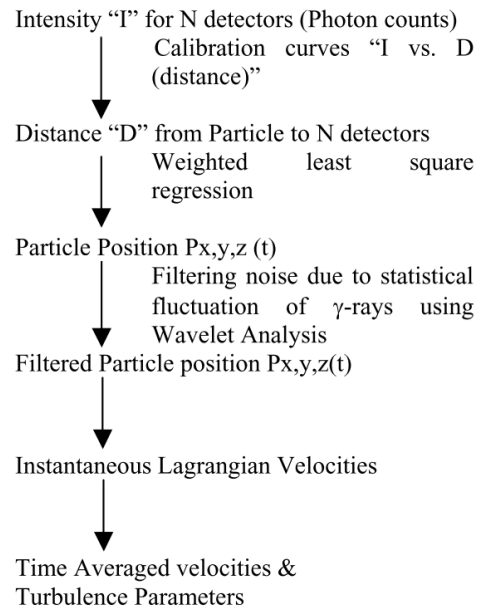 Intensity “I” for N detectors (Photon counts)
Calibration curves “I vs. D
(distance)”
Distance “D” from Particle to N detectors
Weighted least square
regression
Particle Position Px,y,z (t)
Filtering noise due to statistical
fluctuation of γ-rays using
Wavelet Analysis
Filtered Particle position Px,y,z(t)
Instantaneous Lagrangian Velocities
Time Averaged velocities &
Turbulence Parameters